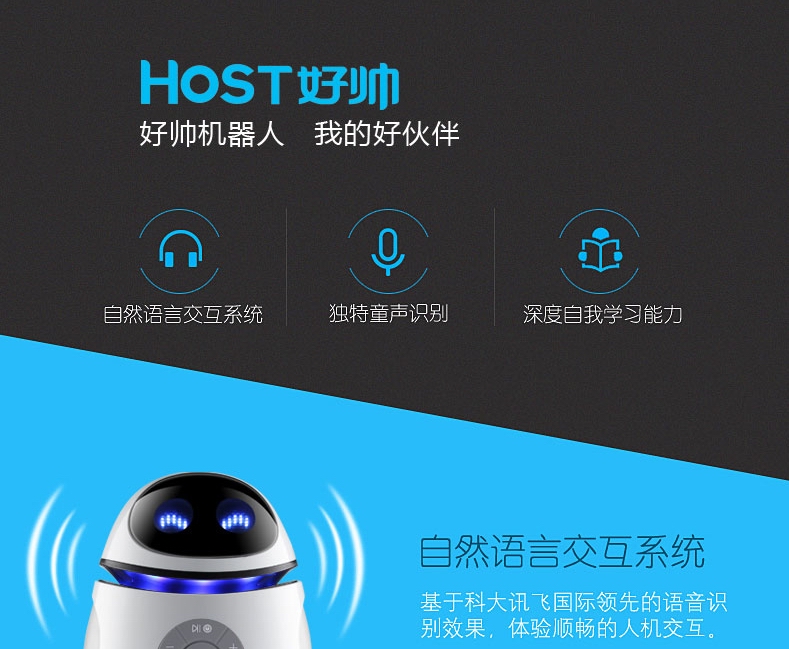 HOST好帅
好帅机器人 我的好伙伴
自然语言交互系统
独特童声识别
深度自我学习能力
自然语言交互系统
基于科大讯飞国际领先的语音识
别效果，体验顺畅的人机交互。